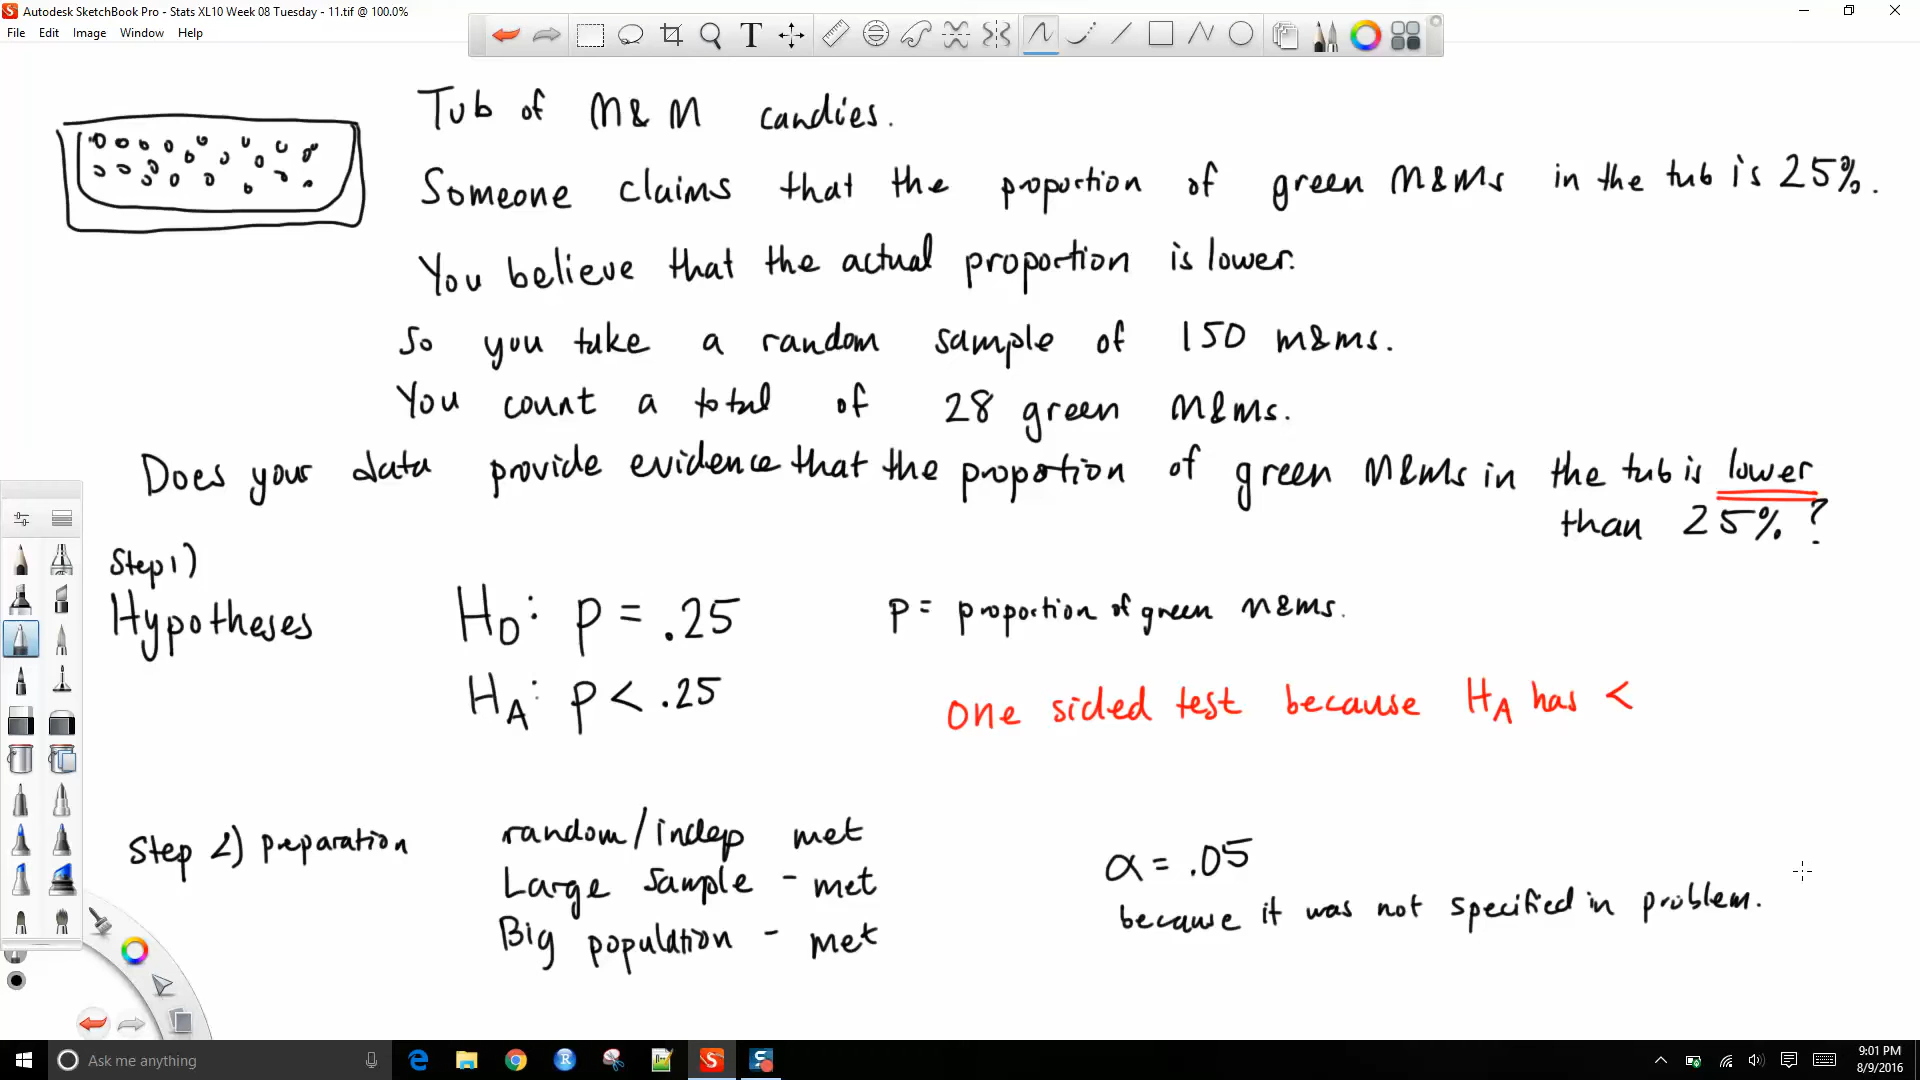 Autodesk SketchBook Pro - Stats XL10 Week 08 Tuesday - 11.tif @ 100.0%
File Edit Image Window Help
Tub of M&M candies.
Someone claims that the proportion of green M&Ms in the tub is 25%.
You believe that the actual proportion is lower.
So you take a random sample of 150 m&ms.
You count a total of 28 green M&ms.
Does your data provide evidence that the proportion of green M&Ms in the tub is lower
than 25%?
Step 1)
Hypotheses
H0: p = .25
p = proportion of green m&ms.
HA: p < .25
one sided test because HA has <
Step 2) preparation
random/indep met
Large sample - met
Big population - met
α = .05
because it was not specified in problem.
Ask me anything
9:01 PM
8/9/2016